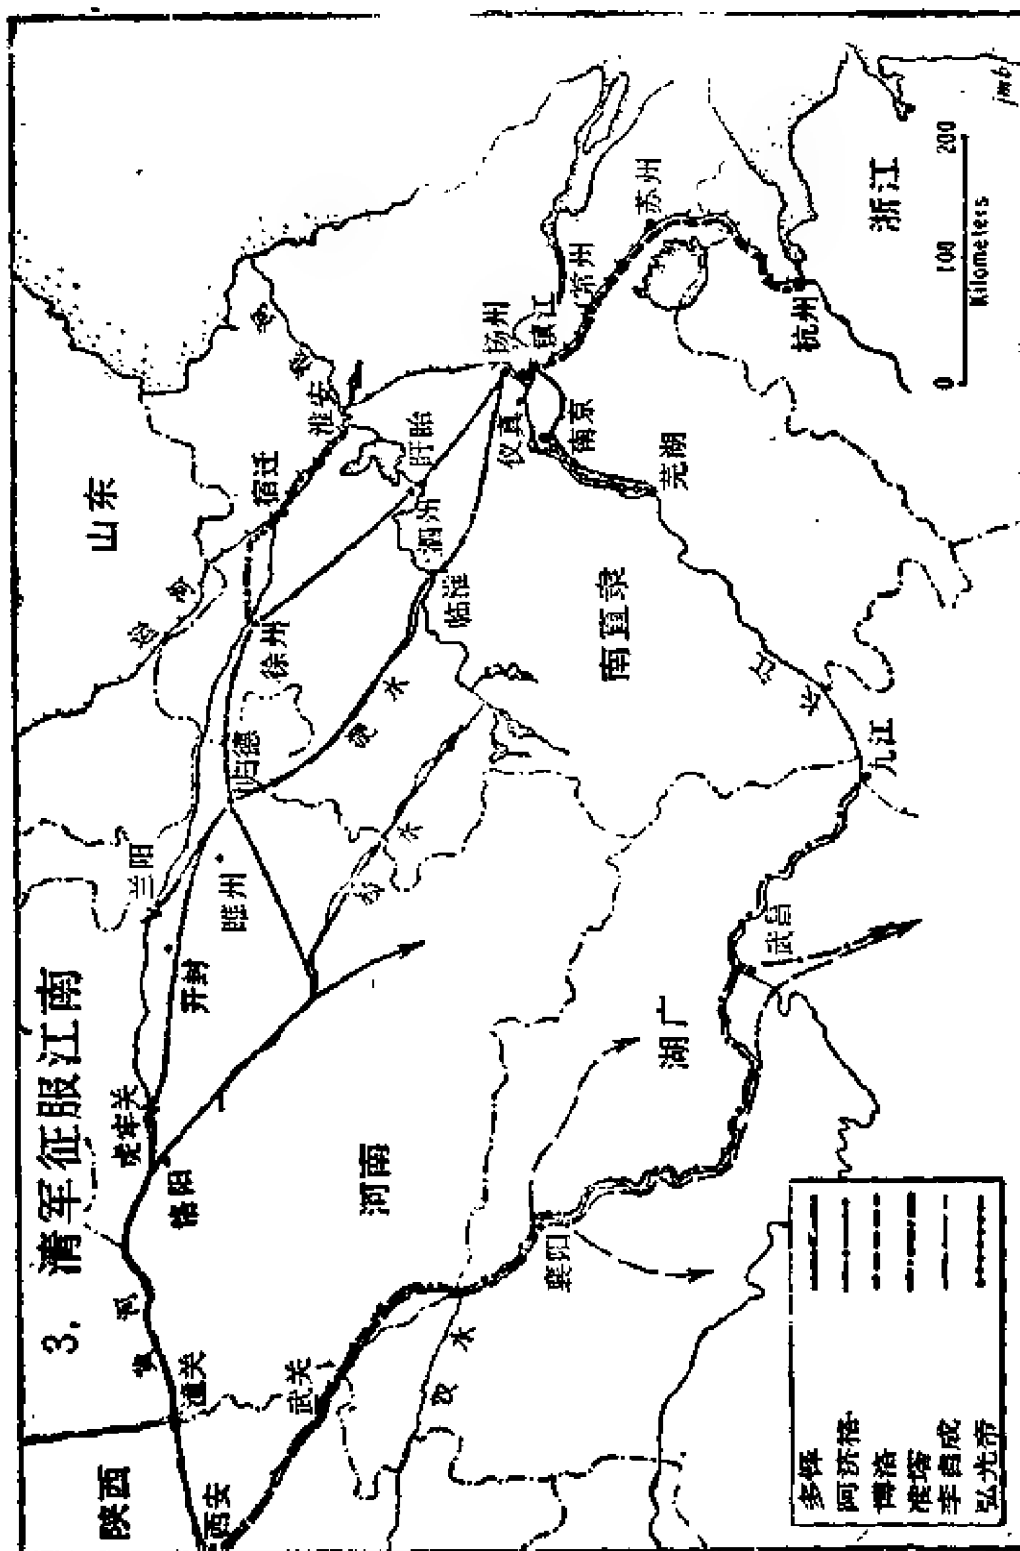 3. 清军征服江南
陕西
山东
河南
湖广
南直隶
浙江
西安
潼关
洛阳
虎牢关
开封
兰阳
睢州
归德
徐州
宿迁
淮安
盱眙
泗州
临淮
扬州
仪真
镇江
南京
常州
苏州
杭州
芜湖
九江
武昌
襄阳
武关
黄河
运河
汉水
长江
多铎
阿济格
博洛
准塔
李自成
弘光帝
0 100 200
Kilometers
jmb